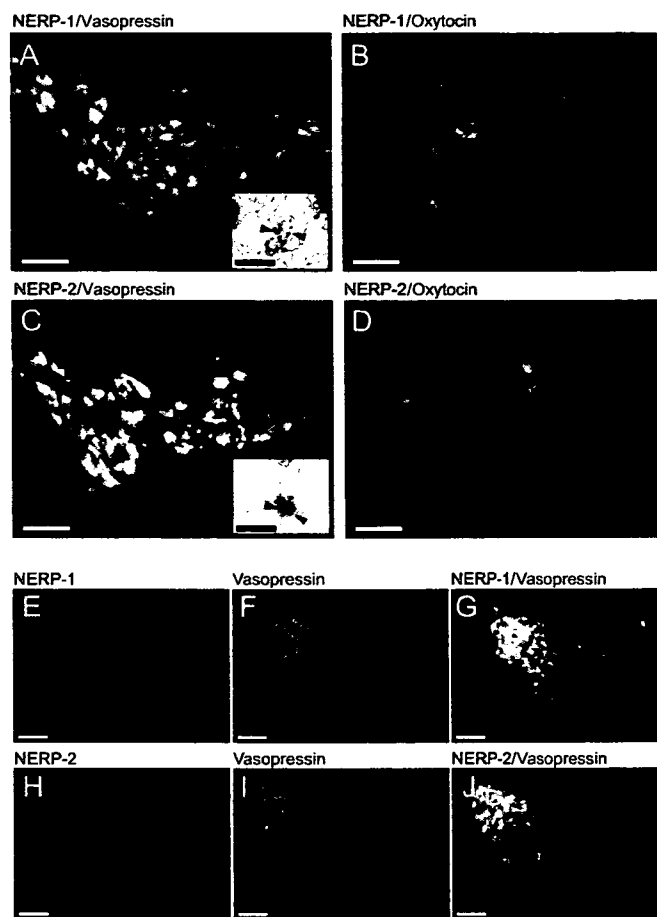 NERP-1/Vasopressin
NERP-1/Oxytocin
A
B
NERP-2/Vasopressin
NERP-2/Oxytocin
C
D
NERP-1
Vasopressin
NERP-1/Vasopressin
E
F
G
NERP-2
Vasopressin
NERP-2/Vasopressin
H
I
J